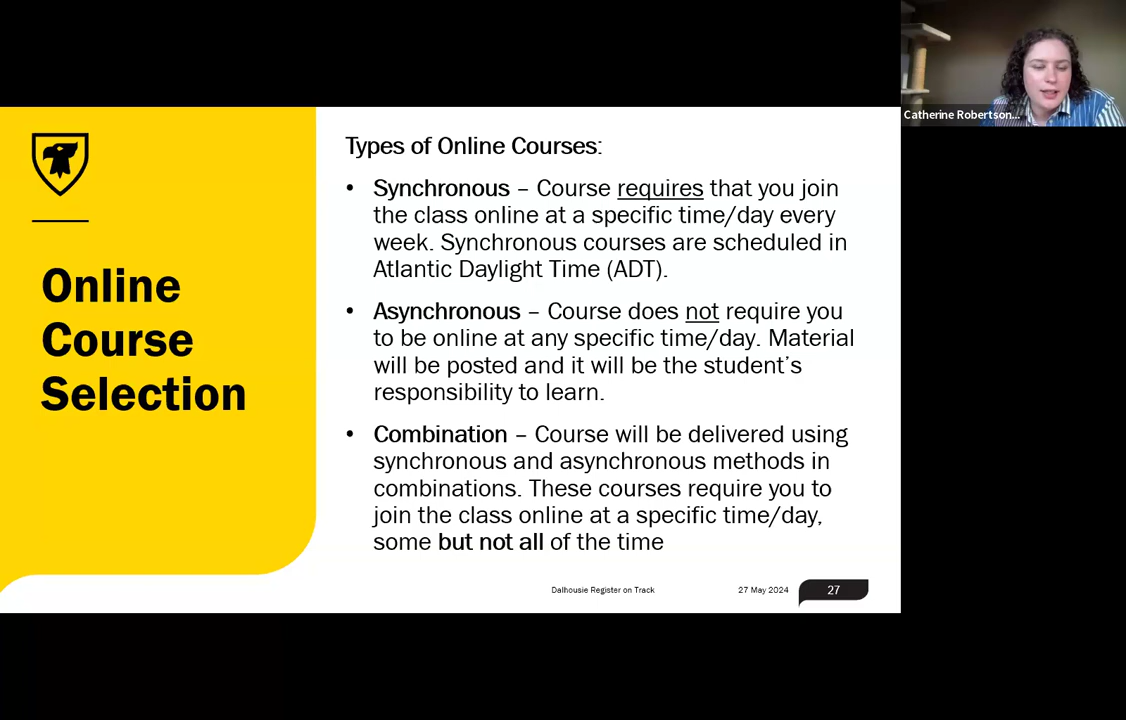 Catherine Robertson...
Online
Course
Selection
Types of Online Courses:
• Synchronous – Course requires that you join
the class online at a specific time/day every
week. Synchronous courses are scheduled in
Atlantic Daylight Time (ADT).
• Asynchronous – Course does not require you
to be online at any specific time/day. Material
will be posted and it will be the student’s
responsibility to learn.
• Combination – Course will be delivered using
synchronous and asynchronous methods in
combinations. These courses require you to
join the class online at a specific time/day,
some but not all of the time
Dalhousie Register on Track 27 May 2024 27